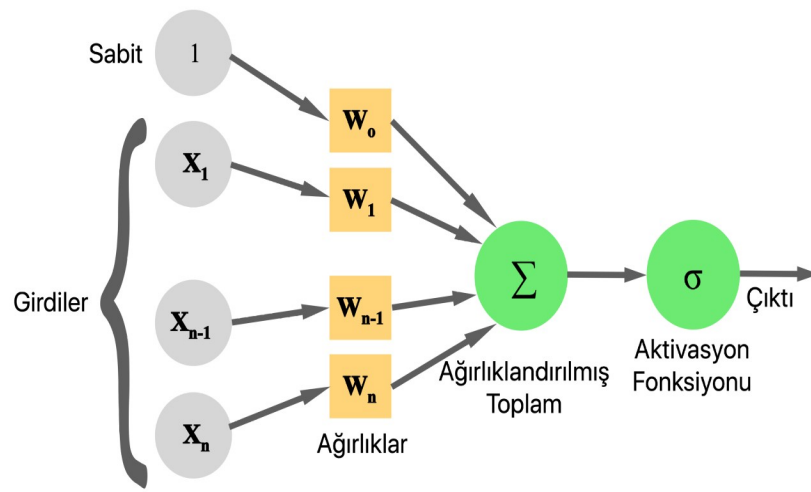 Sabit
1
W₀
X₁
W₁
Girdiler
Xₙ₋₁
Wₙ₋₁
Xₙ
Wₙ
Ağırlıklar
∑
Ağırlıklandırılmış
Toplam
σ
Aktivasyon
Fonksiyonu
Çıktı